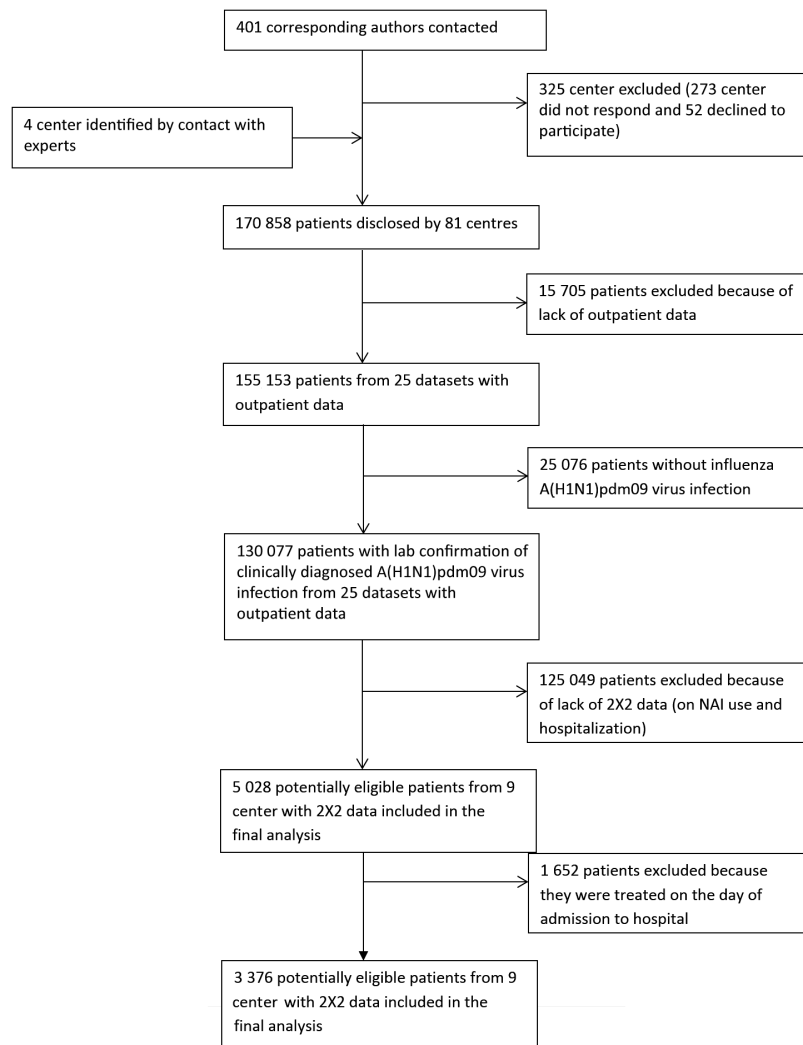 401 corresponding authors contacted
325 center excluded (273 center
did not respond and 52 declined to
participate)
4 center identified by contact with
experts
170 858 patients disclosed by 81 centres
15 705 patients excluded because of
lack of outpatient data
155 153 patients from 25 datasets with
outpatient data
25 076 patients without influenza
A(H1N1)pdm09 virus infection
130 077 patients with lab confirmation of
clinically diagnosed A(H1N1)pdm09 virus
infection from 25 datasets with
outpatient data
125 049 patients excluded because
of lack of 2X2 data (on NAI use and
hospitalization)
5 028 potentially eligible patients from 9
center with 2X2 data included in the
final analysis
1 652 patients excluded because
they were treated on the day of
admission to hospital
3 376 potentially eligible patients from 9
center with 2X2 data included in the
final analysis